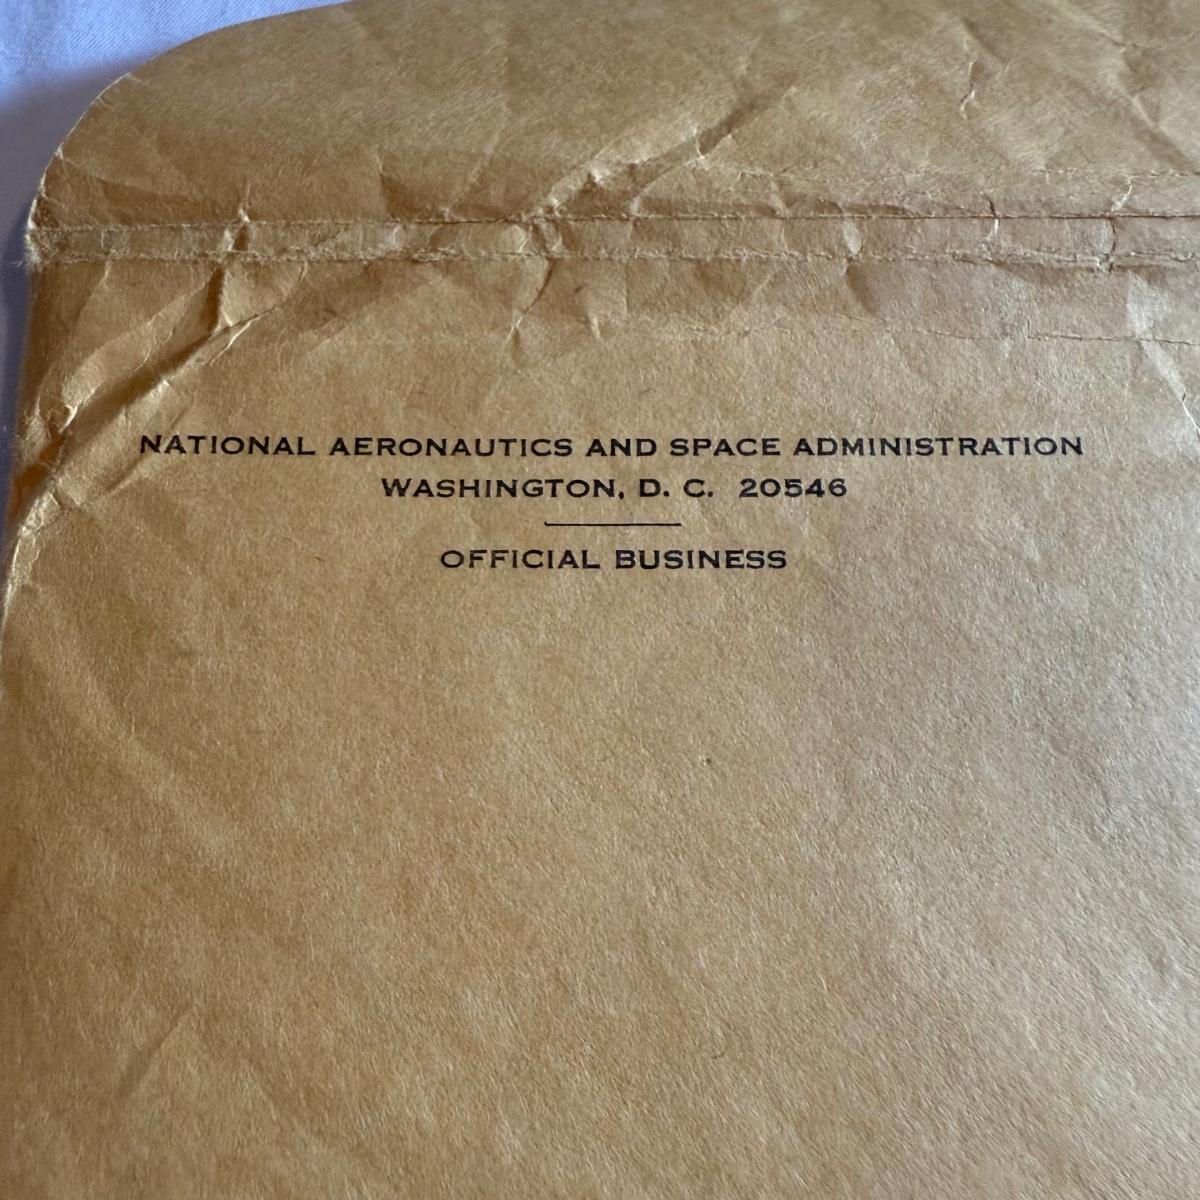 NATIONAL AERONAUTICS AND SPACE ADMINISTRATION
WASHINGTON, D. C. 20546
OFFICIAL BUSINESS